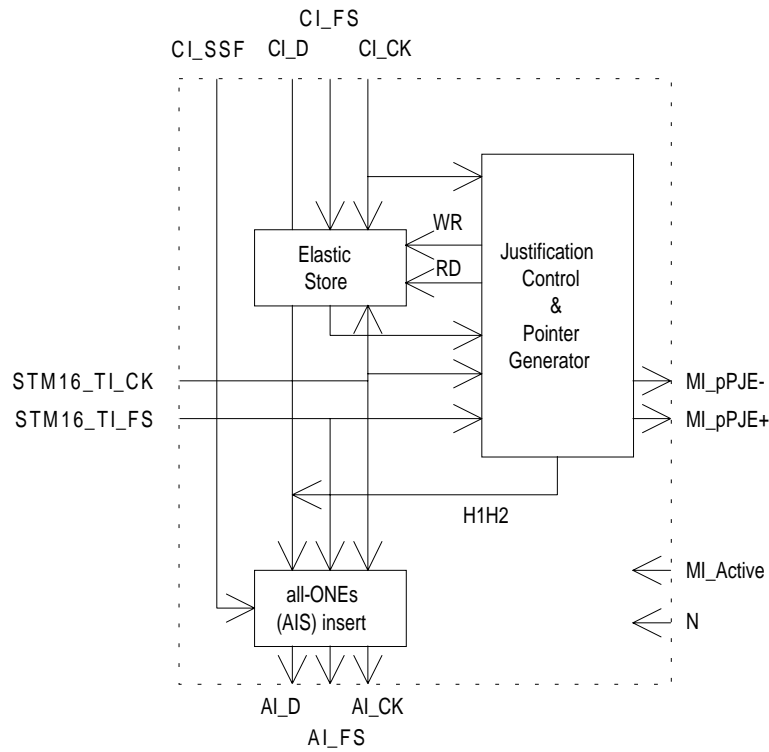 CI_FS
CI_SSF CI_D CI_CK
WR
Elastic
Store
RD
Justification
Control
&
Pointer
Generator
STM16_TI_CK
STM16_TI_FS
MI_pPJE-
MI_pPJE+
H1H2
all-ONEs
(AIS) insert
MI_Active
N
AI_D AI_CK
AI_FS